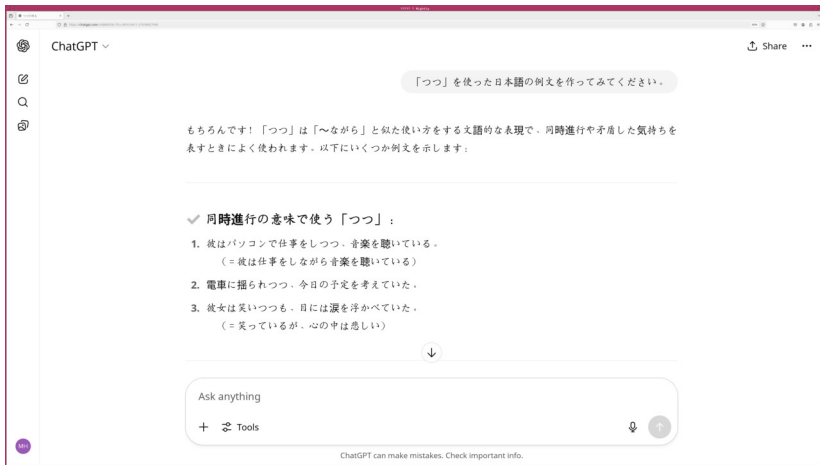 ChatGPT
Share
「つつ」を使った日本語の例文を作ってみてください。
もちろんです！「つつ」は「〜ながら」と似た使い方をする文語的な表現で、同時進行や矛盾した気持ちを
表すときによく使われます。以下にいくつか例文を示します：
同時進行の意味で使う「つつ」：
1. 彼はパソコンで仕事をしつつ、音楽を聴いている。
（＝彼は仕事をしながら音楽を聴いている）
2. 電車に揺られつつ、今日の予定を考えていた。
3. 彼女は笑いつつも、目には涙を浮かべていた。
（＝笑っているが、心の中は悲しい）
Ask anything
Tools
MH
ChatGPT can make mistakes. Check important info.